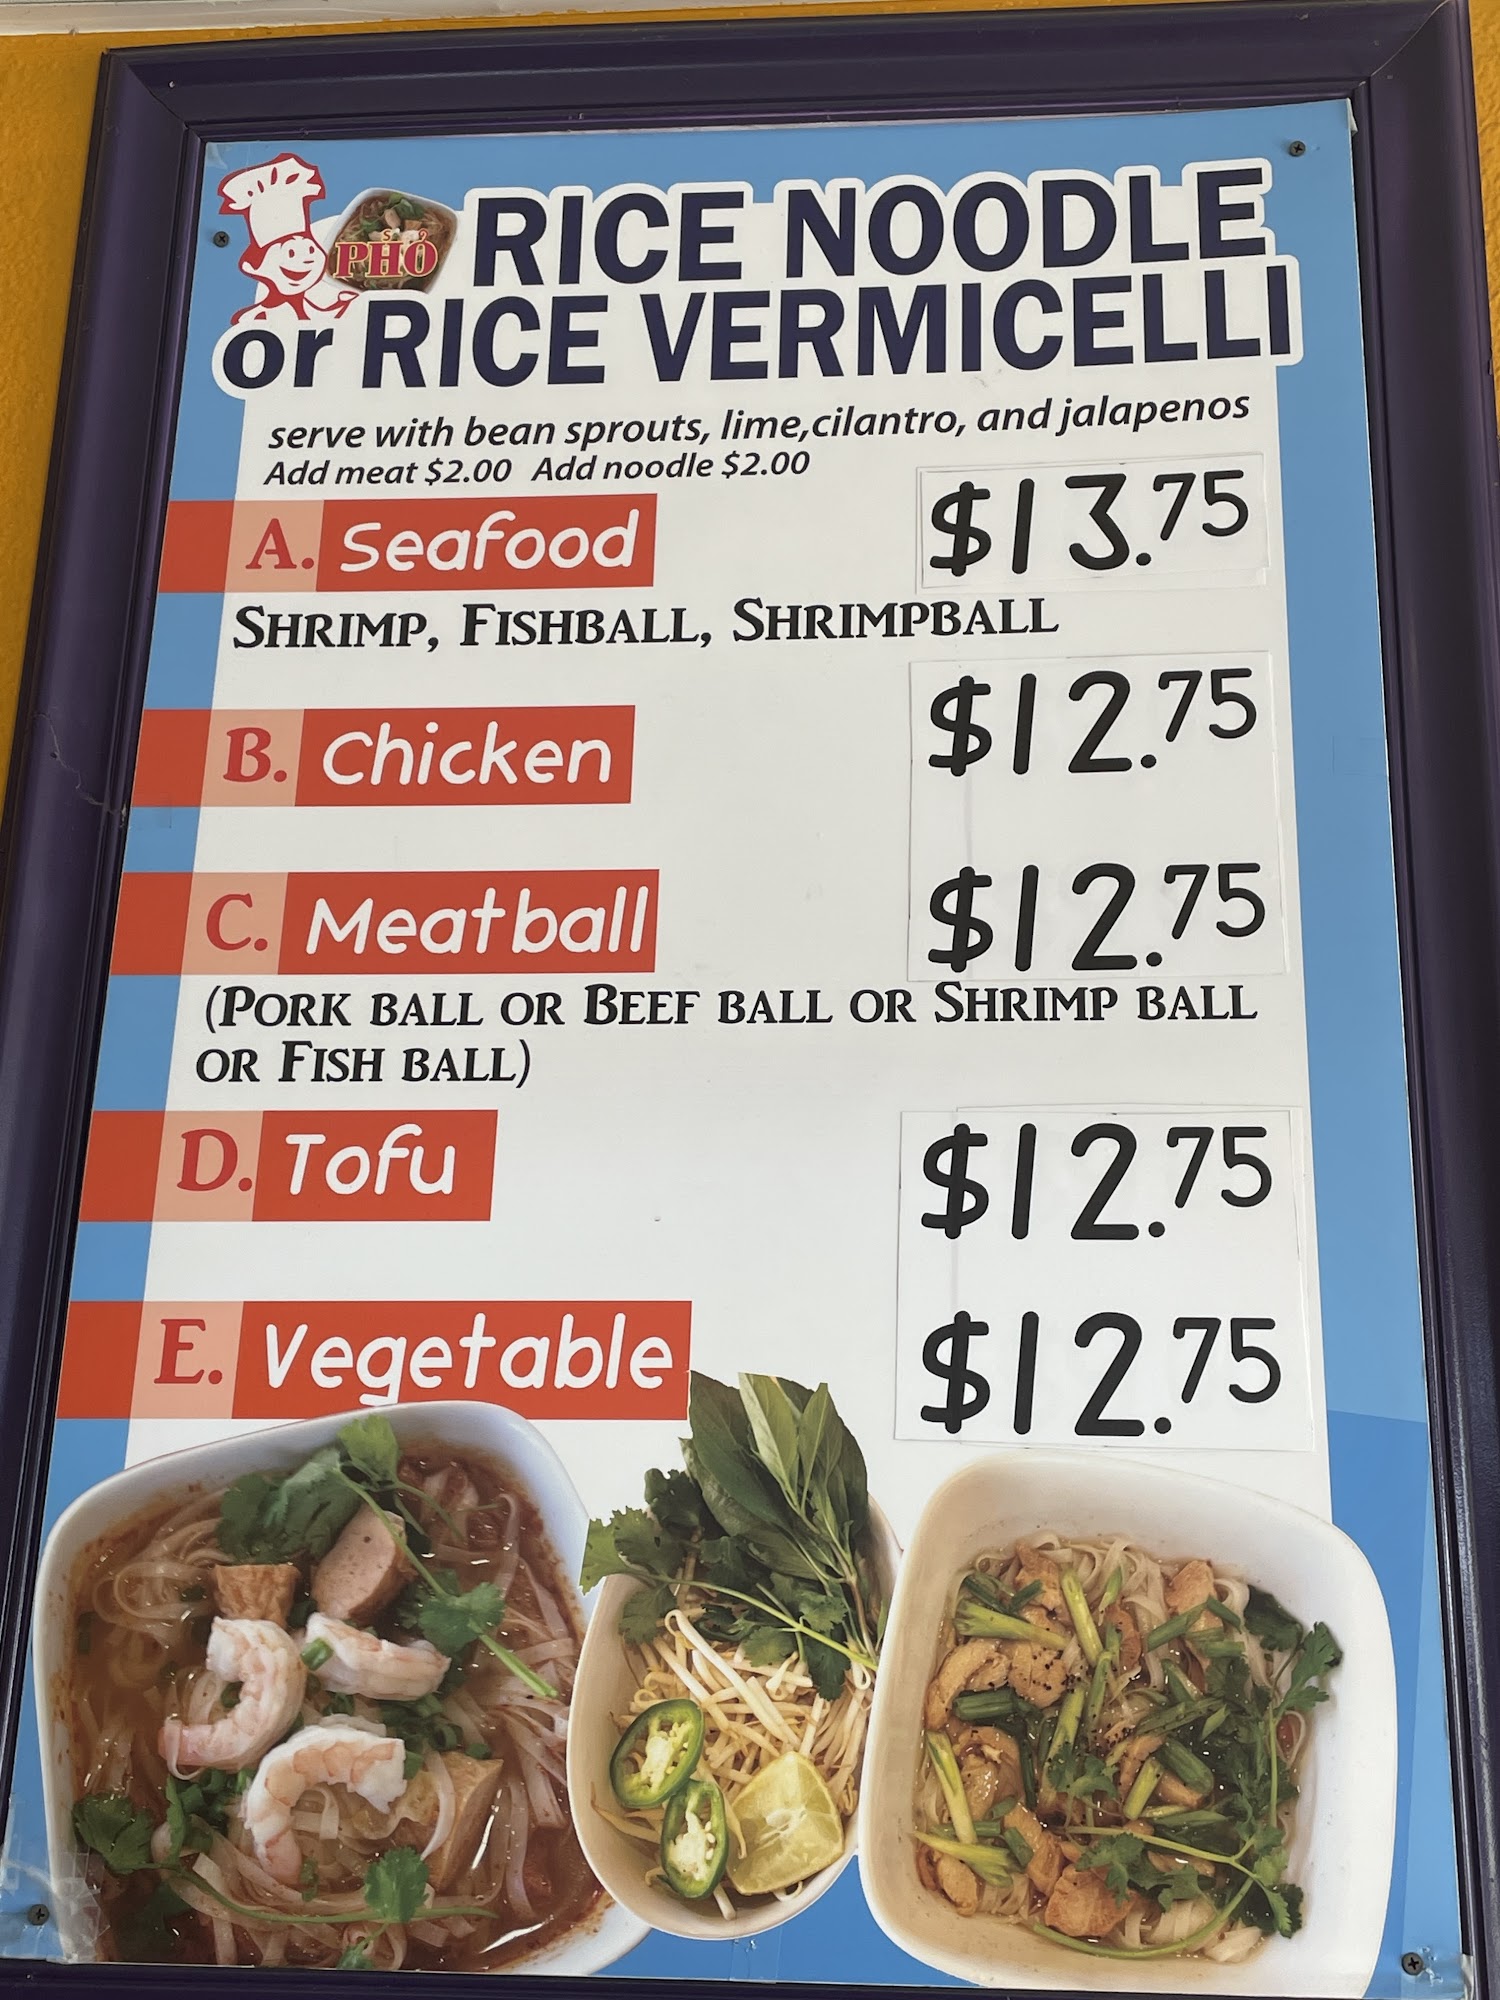 PHỞ
RICE NOODLE
or RICE VERMICELLI
serve with bean sprouts, lime,cilantro, and jalapenos
Add meat $2.00 Add noodle $2.00
A. Seafood $13.75
SHRIMP, FISHBALL, SHRIMPBALL
B. Chicken $12.75
C. Meatball $12.75
(PORK BALL OR BEEF BALL OR SHRIMP BALL
OR FISH BALL)
D. Tofu $12.75
E. Vegetable $12.75